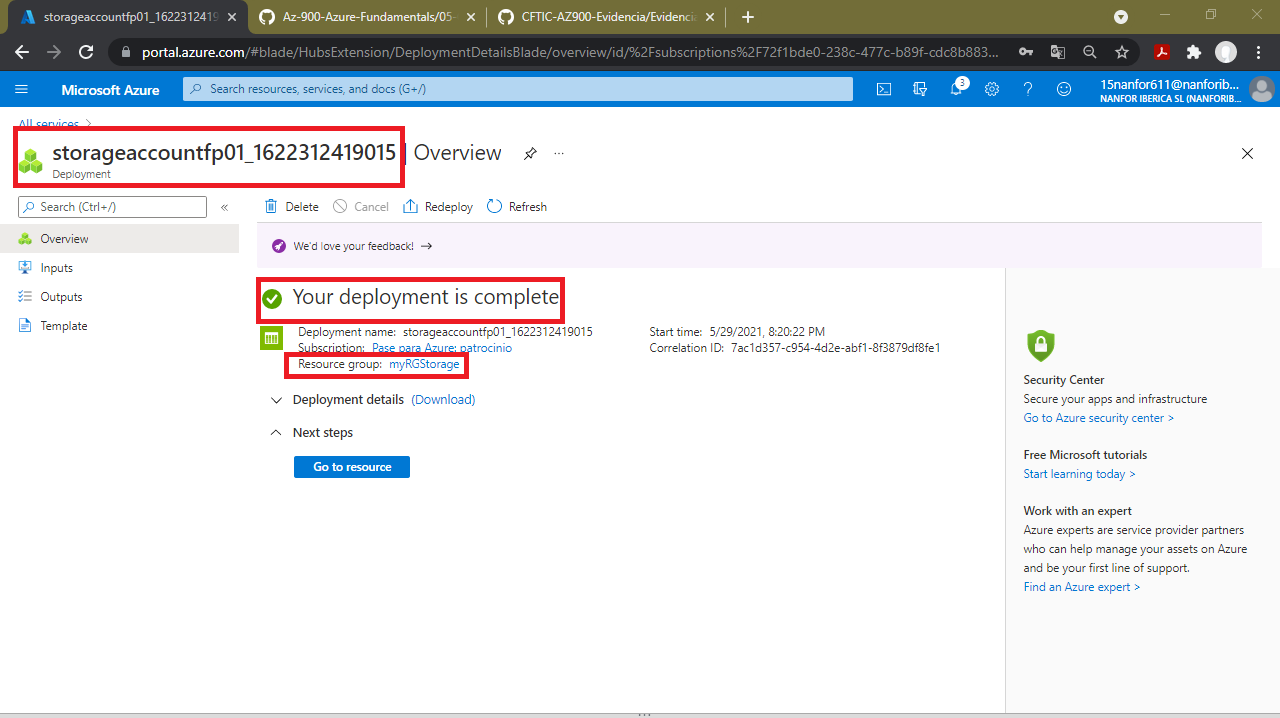 storageaccountfp01_1622312419
Az-900-Azure-Fundamentals/05-
CFTIC-AZ900-Evidencia/Evidenci
portal.azure.com/#blade/HubsExtension/DeploymentDetailsBlade/overview/id/%2Fsubscriptions%2F72f1bde0-238c-477c-b89f-cdc8b883...
Microsoft Azure
Search resources, services, and docs (G+/)
3
15nanfor611@nanforib...
NANFOR IBERICA SL (NANFORIB...
All services
storageaccountfp01_1622312419015 | Overview
...
Deployment
Search (Ctrl+/)
«
Delete
Cancel
Redeploy
Refresh
Overview
Inputs
Outputs
Template
We'd love your feedback! →
Your deployment is complete
Deployment name: storageaccountfp01_1622312419015
Subscription: Pase para Azure: patrocinio
Resource group: myRGStorage
Start time: 5/29/2021, 8:20:22 PM
Correlation ID: 7ac1d357-c954-4d2e-abf1-8f3879df8fe1
Deployment details (Download)
Next steps
Go to resource
Security Center
Secure your apps and infrastructure
Go to Azure security center >
Free Microsoft tutorials
Start learning today >
Work with an expert
Azure experts are service provider partners
who can help manage your assets on Azure
and be your first line of support.
Find an Azure expert >